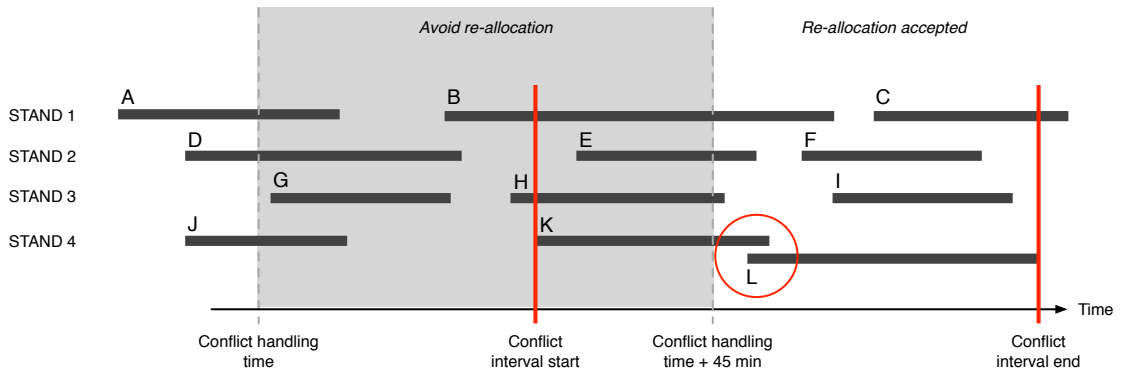 Avoid re-allocation
Re-allocation accepted
A
B
C
STAND 1
D
E
F
STAND 2
G
H
I
STAND 3
J
K
STAND 4
L
Time
Conflict handling
time
Conflict
interval start
Conflict handling
time + 45 min
Conflict
interval end